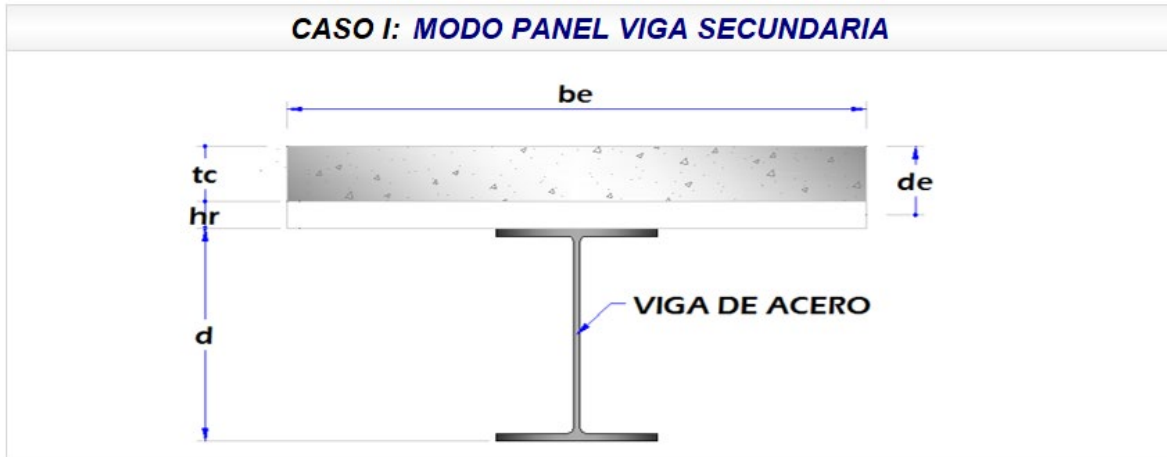 CASO I: MODO PANEL VIGA SECUNDARIA
be
tc
de
hr
VIGA DE ACERO
d